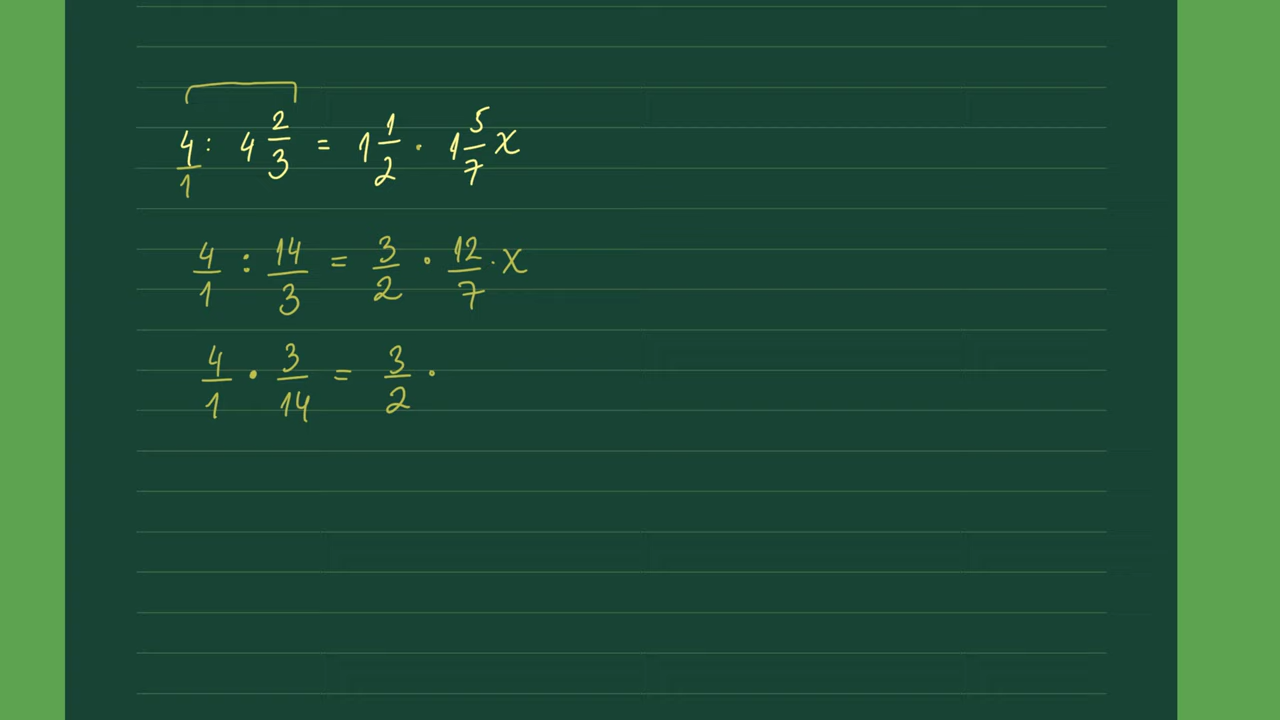 4/1 : 4 2/3 = 1 1/2 · 1 5/7 x
4/1 : 14/3 = 3/2 · 12/7 · x
4/1 · 3/14 = 3/2 ·